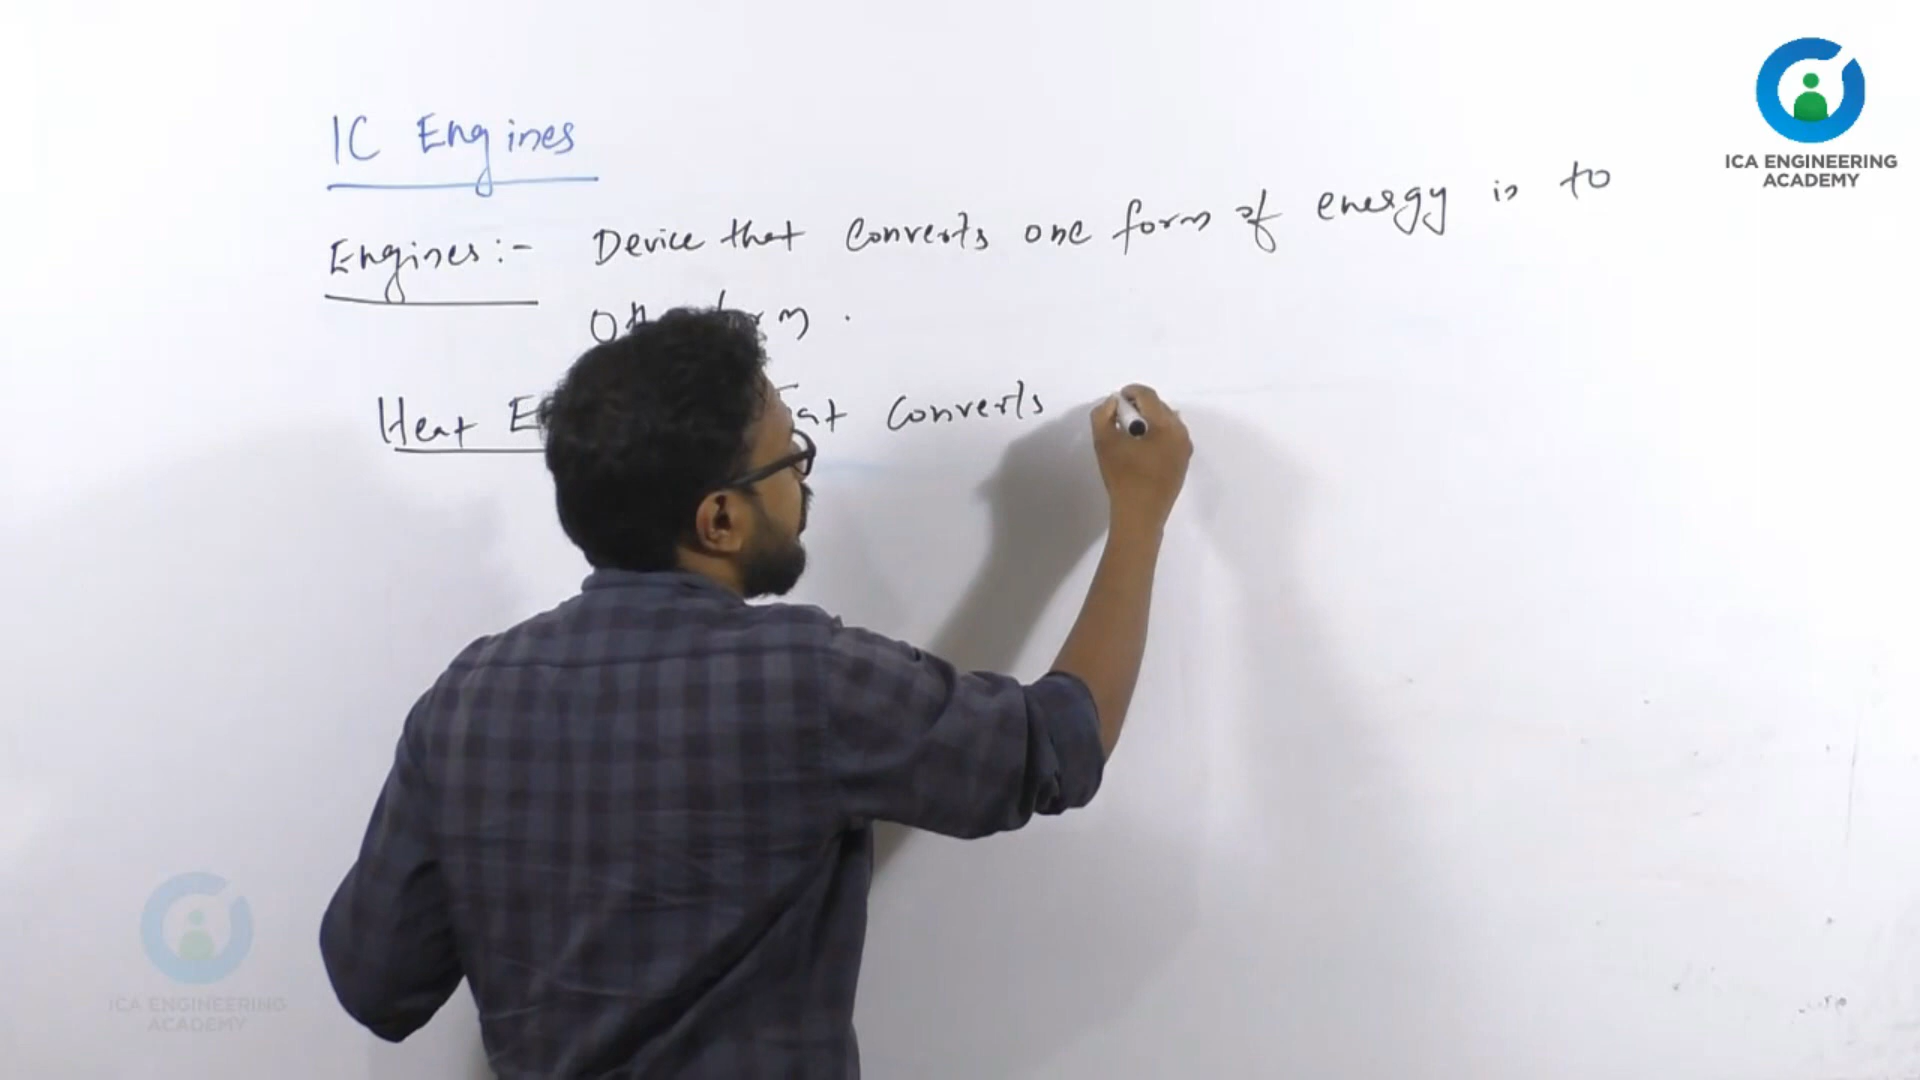 IC Engines
ICA ENGINEERING
ACADEMY
Engines:- Device that converts one form of energy is to
form.
Heat converts
ICA ENGINEERING
ACADEMY